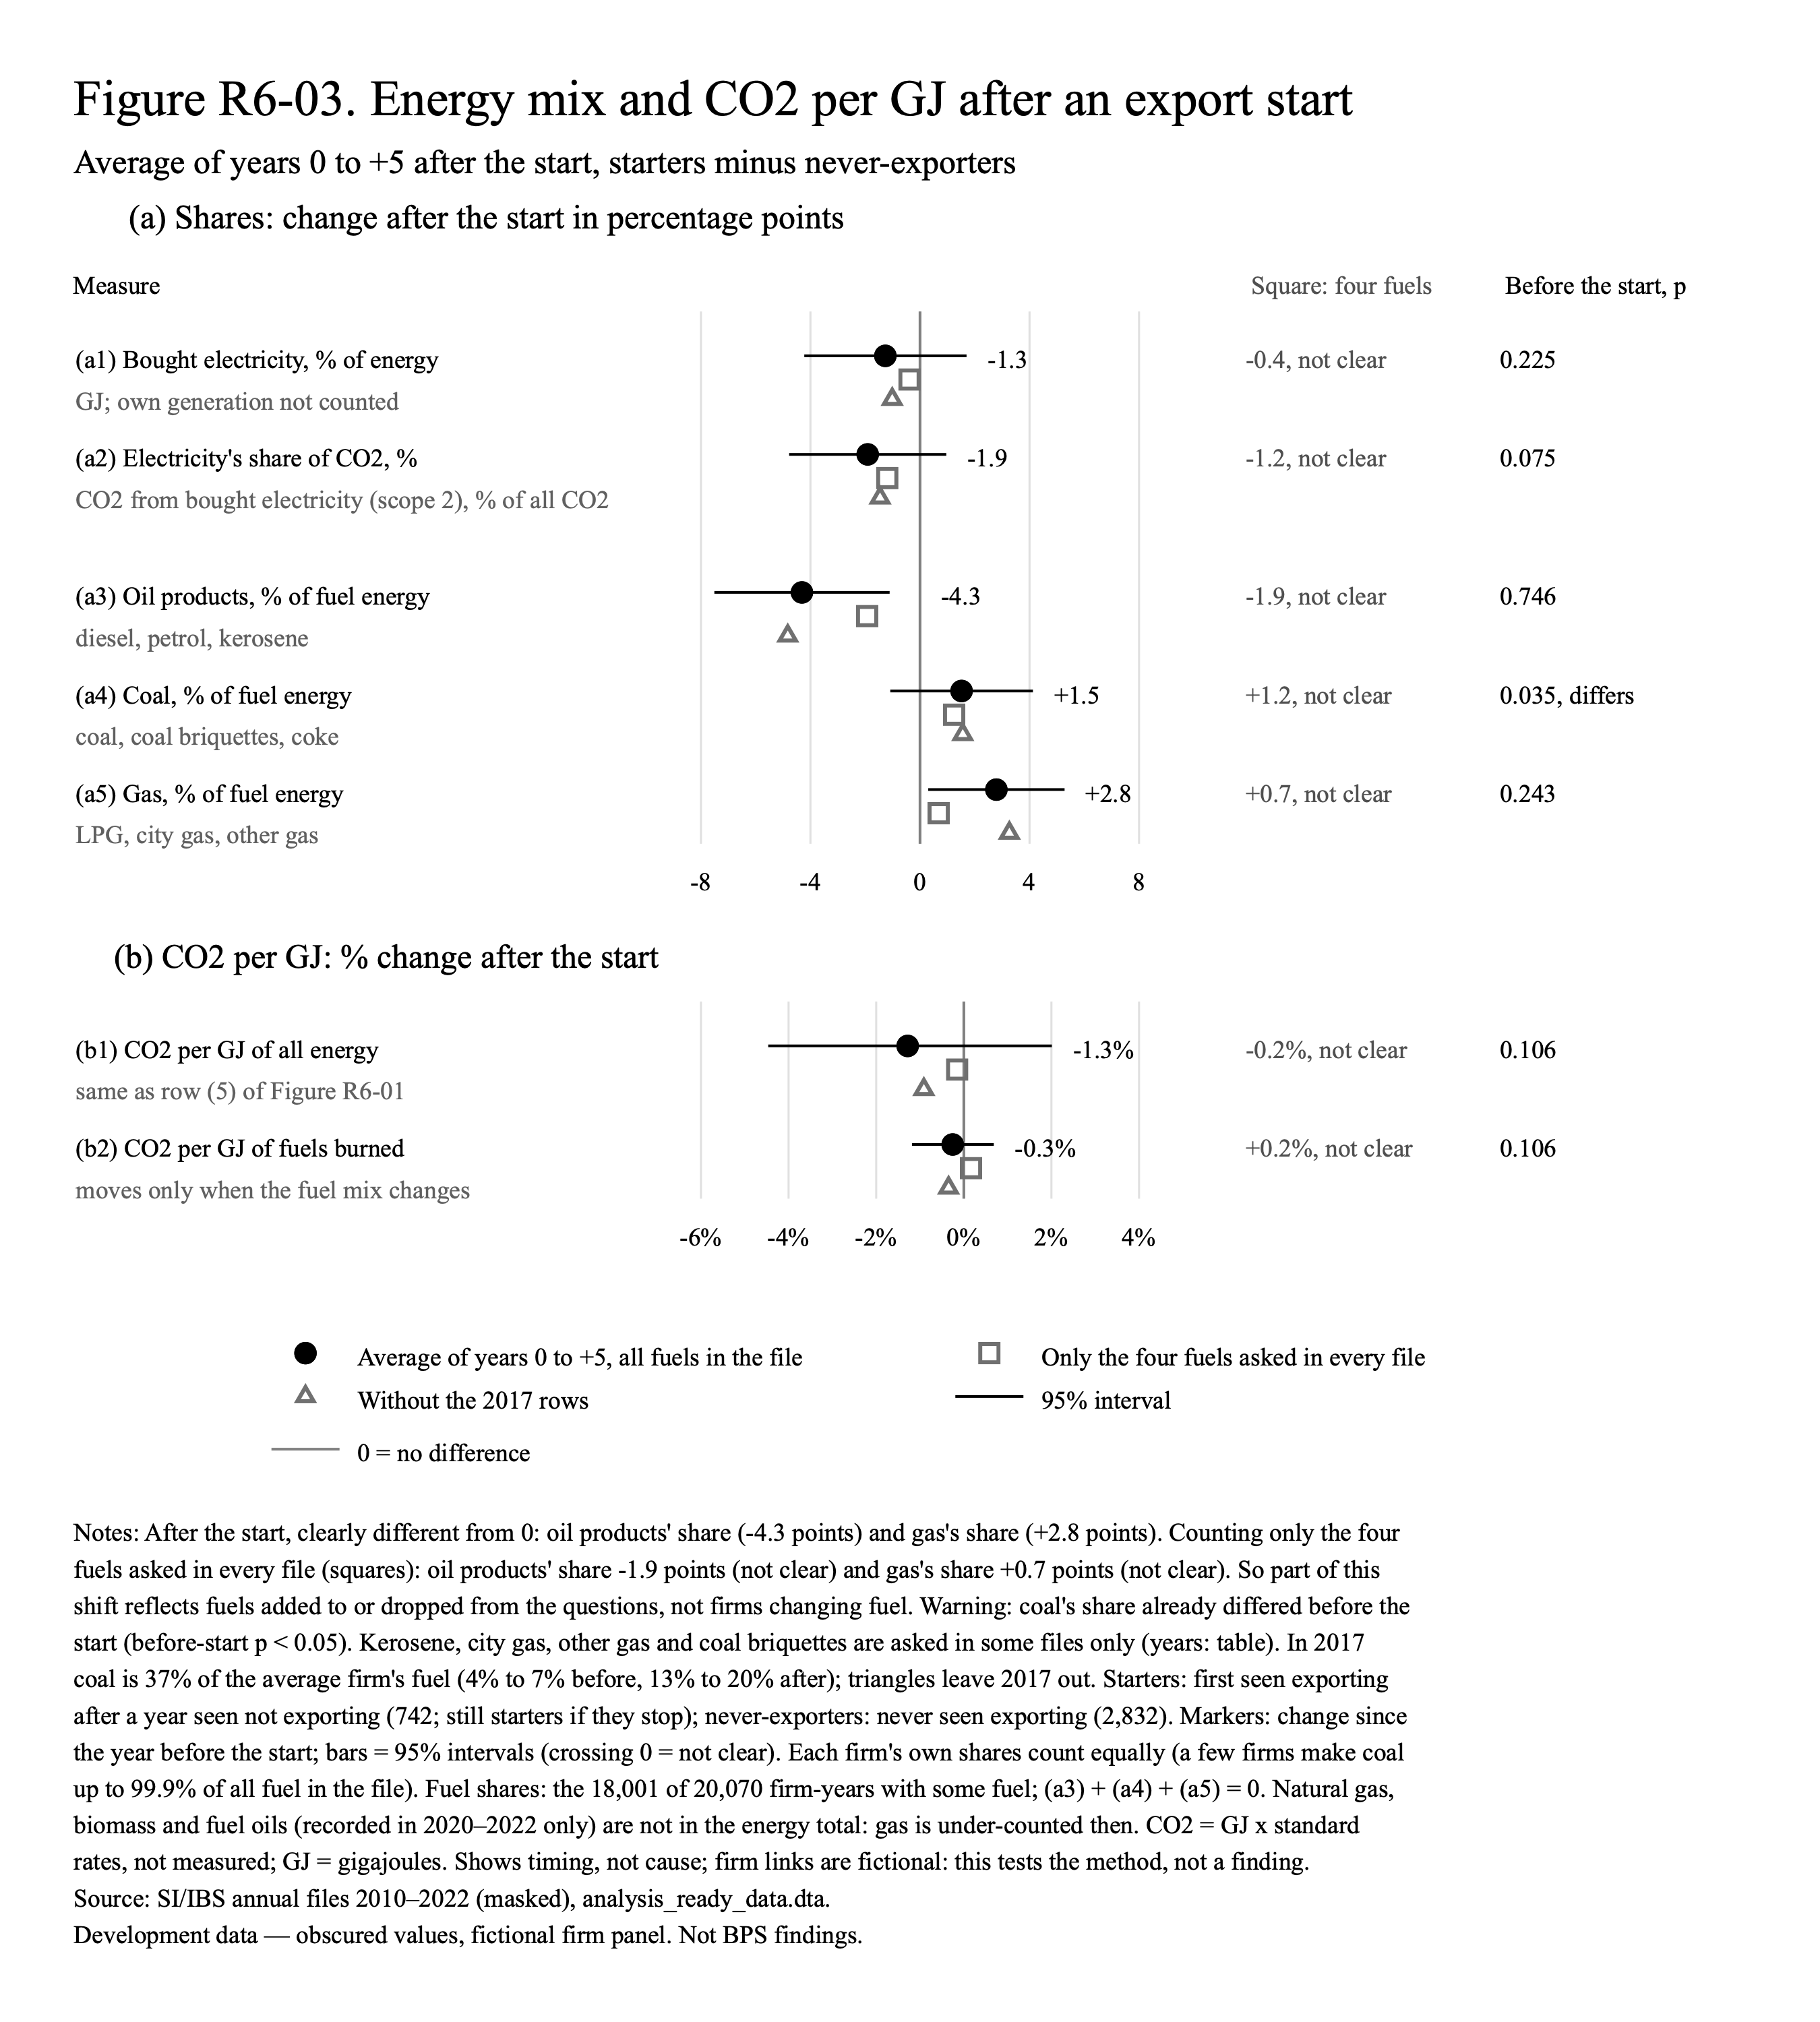 Figure R6-03. Energy mix and CO2 per GJ after an export start
Average of years 0 to +5 after the start, starters minus never-exporters
(a) Shares: change after the start in percentage points
Measure Square: four fuels Before the start, p
(a1) Bought electricity, % of energy -1.3 -0.4, not clear 0.225
GJ; own generation not counted
(a2) Electricity's share of CO2, % -1.9 -1.2, not clear 0.075
CO2 from bought electricity (scope 2), % of all CO2
(a3) Oil products, % of fuel energy -4.3 -1.9, not clear 0.746
diesel, petrol, kerosene
(a4) Coal, % of fuel energy +1.5 +1.2, not clear 0.035, differs
coal, coal briquettes, coke
(a5) Gas, % of fuel energy +2.8 +0.7, not clear 0.243
LPG, city gas, other gas
-8 -4 0 4 8
(b) CO2 per GJ: % change after the start
(b1) CO2 per GJ of all energy -1.3% -0.2%, not clear 0.106
same as row (5) of Figure R6-01
(b2) CO2 per GJ of fuels burned -0.3% +0.2%, not clear 0.106
moves only when the fuel mix changes
-6% -4% -2% 0% 2% 4%
Average of years 0 to +5, all fuels in the file Only the four fuels asked in every file
Without the 2017 rows 95% interval
0 = no difference
Notes: After the start, clearly different from 0: oil products' share (-4.3 points) and gas's share (+2.8 points). Counting only the four
fuels asked in every file (squares): oil products' share -1.9 points (not clear) and gas's share +0.7 points (not clear). So part of this
shift reflects fuels added to or dropped from the questions, not firms changing fuel. Warning: coal's share already differed before the
start (before-start p < 0.05). Kerosene, city gas, other gas and coal briquettes are asked in some files only (years: table). In 2017
coal is 37% of the average firm's fuel (4% to 7% before, 13% to 20% after); triangles leave 2017 out. Starters: first seen exporting
after a year seen not exporting (742; still starters if they stop); never-exporters: never seen exporting (2,832). Markers: change since
the year before the start; bars = 95% intervals (crossing 0 = not clear). Each firm's own shares count equally (a few firms make coal
up to 99.9% of all fuel in the file). Fuel shares: the 18,001 of 20,070 firm-years with some fuel; (a3) + (a4) + (a5) = 0. Natural gas,
biomass and fuel oils (recorded in 2020–2022 only) are not in the energy total: gas is under-counted then. CO2 = GJ x standard
rates, not measured; GJ = gigajoules. Shows timing, not cause; firm links are fictional: this tests the method, not a finding.
Source: SI/IBS annual files 2010–2022 (masked), analysis_ready_data.dta.
Development data — obscured values, fictional firm panel. Not BPS findings.